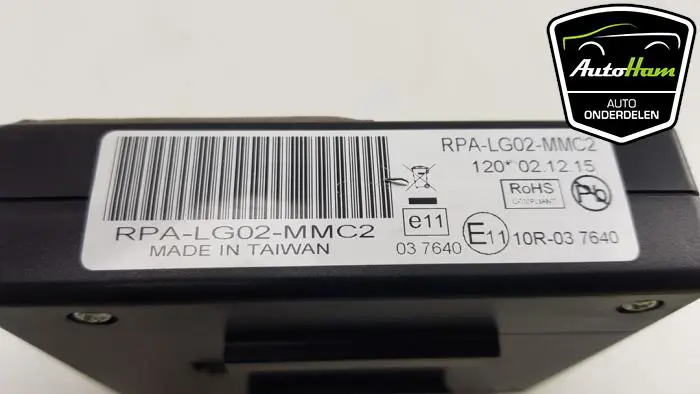 AutoHam
AUTO
ONDERDELEN
RPA-LG02-MMC2
120* 02.12.15
RoHS
COMPLIANT
Pb
e11
03 7640
E11 10R-03 7640
RPA-LG02-MMC2
MADE IN TAIWAN